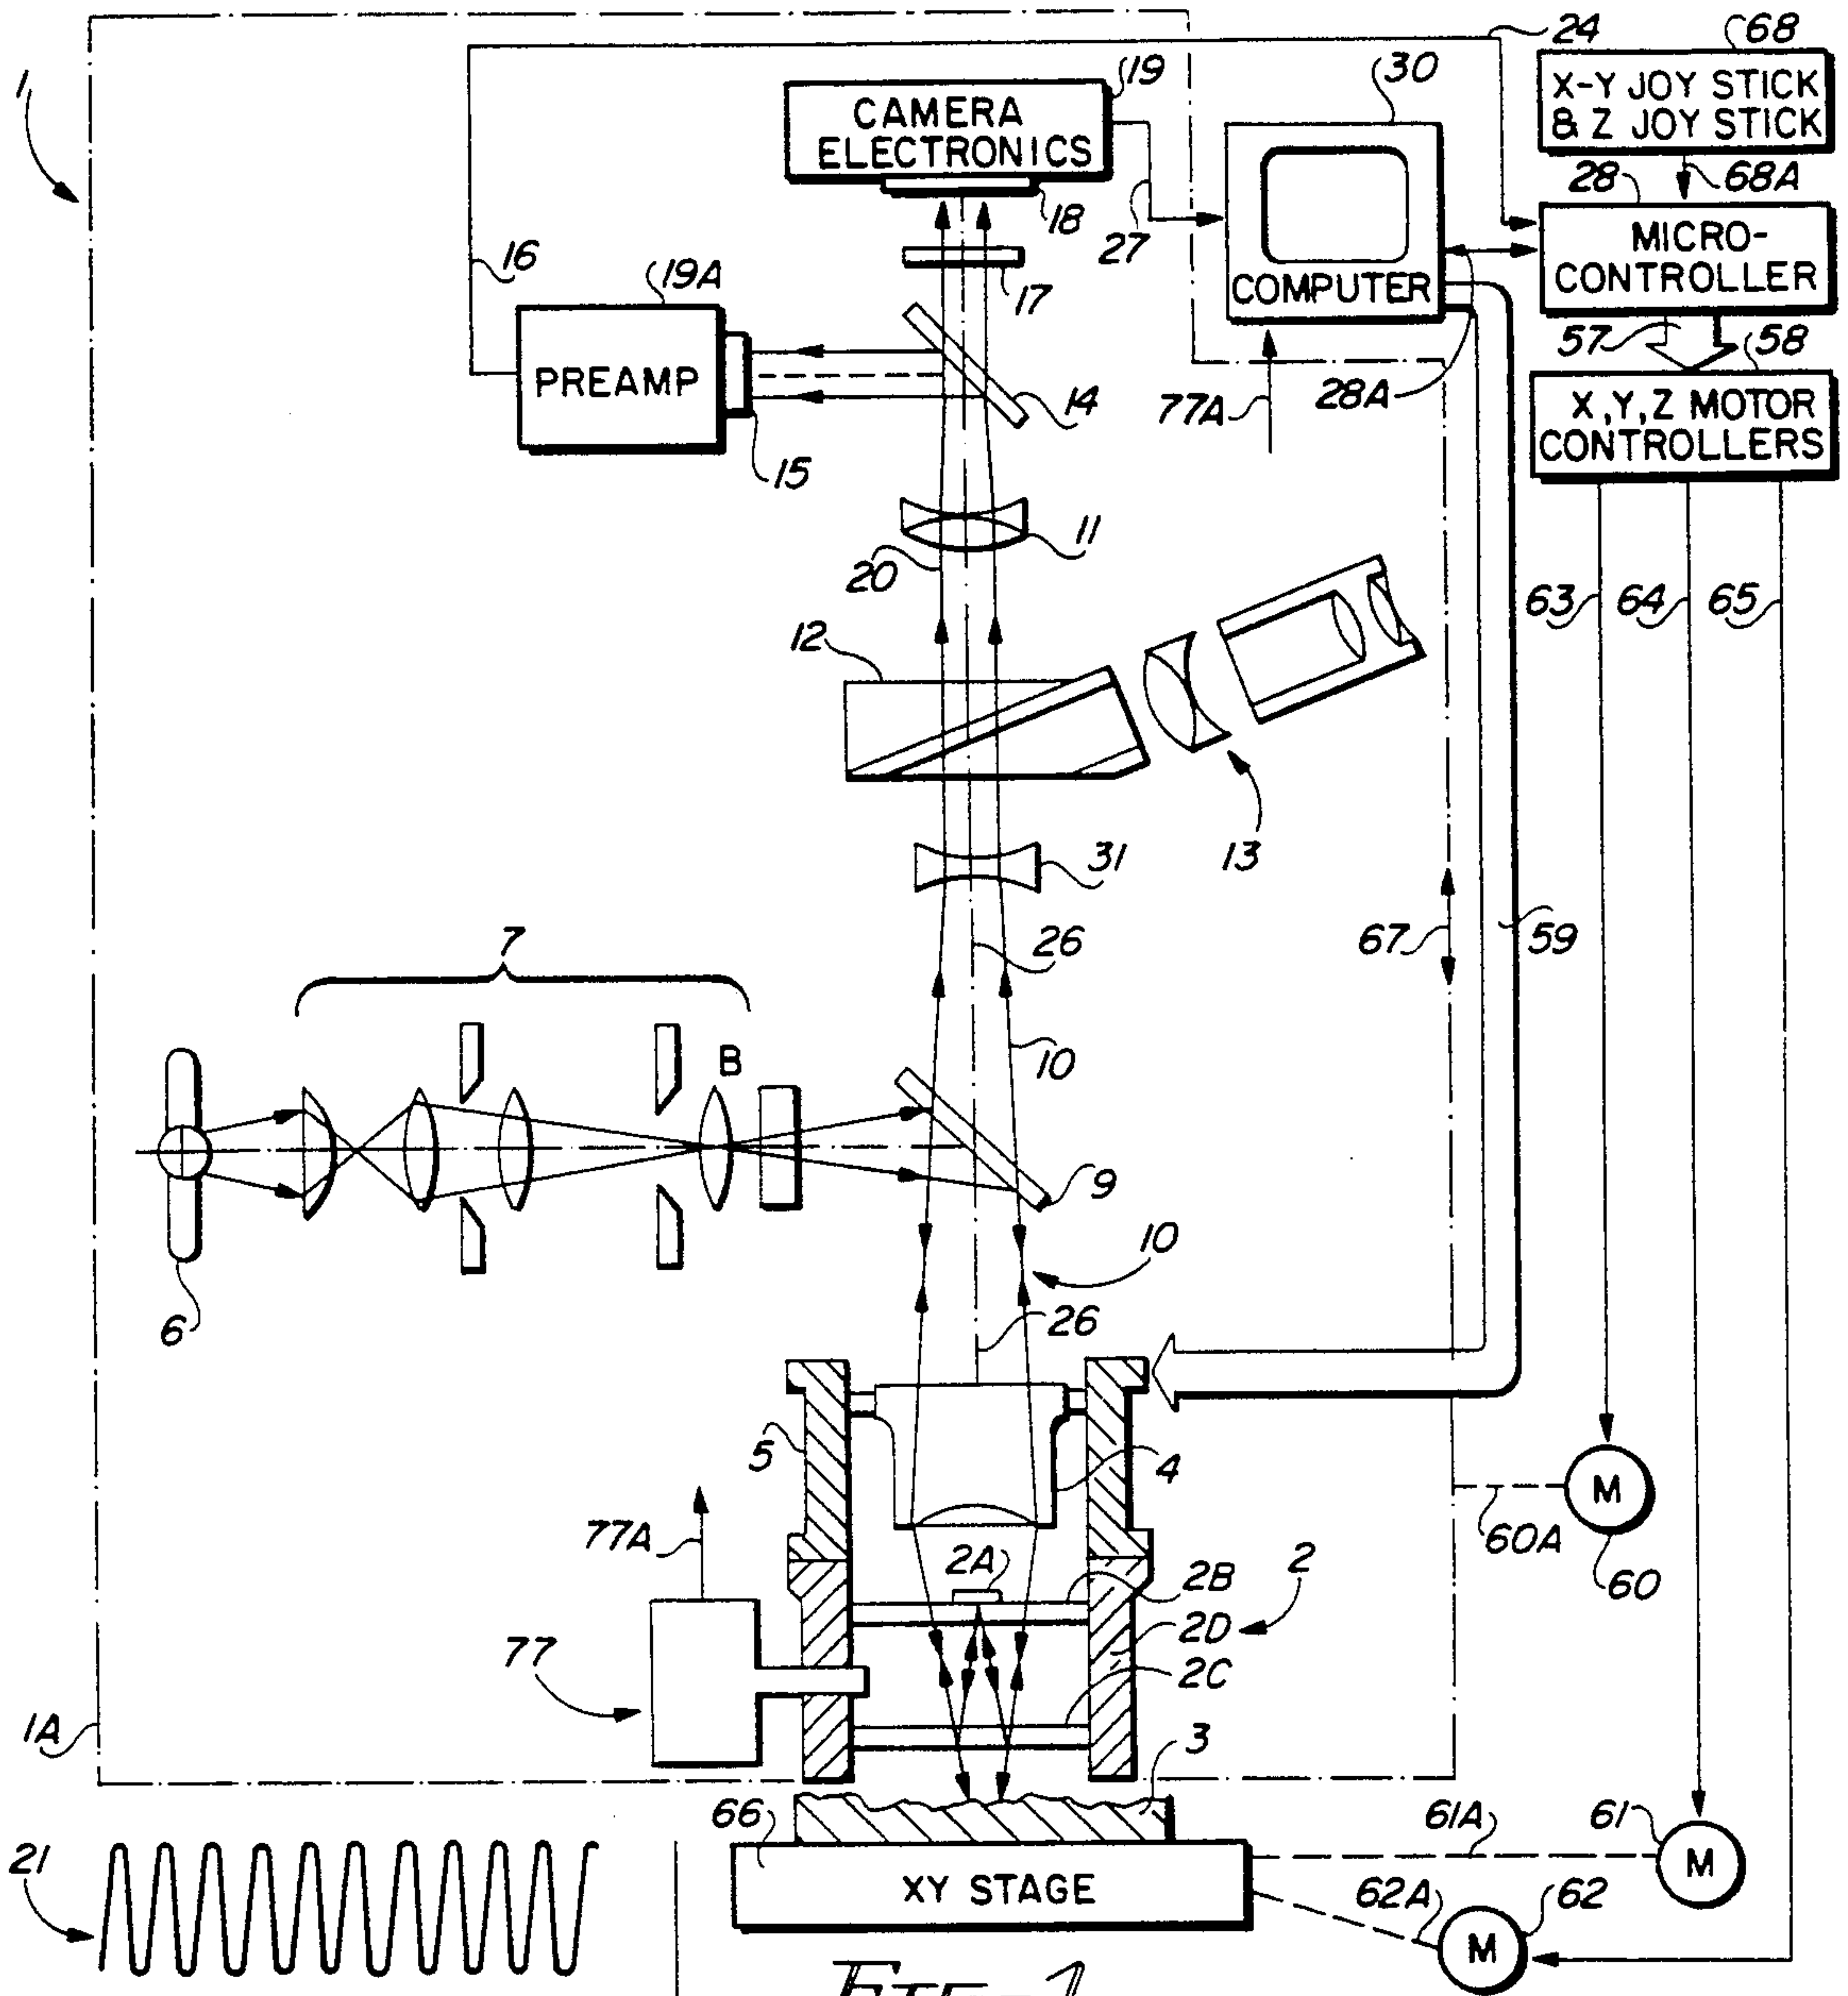 24
68
1
19
30
X-Y JOY STICK
& Z JOY STICK
CAMERA
ELECTRONICS
68A
28
18
27
MICRO-
CONTROLLER
16
19A
17
COMPUTER
57
58
PREAMP
14
77A
28A
X,Y,Z MOTOR
CONTROLLERS
15
11
20
63
64
65
12
13
31
7
26
67
59
B
10
9
10
6
26
5
4
M
77A
60A
2A
2B
2
60
2D
77
2C
1A
3
66
61A
61
21
M
XY STAGE
62A
62
M
Fig-1